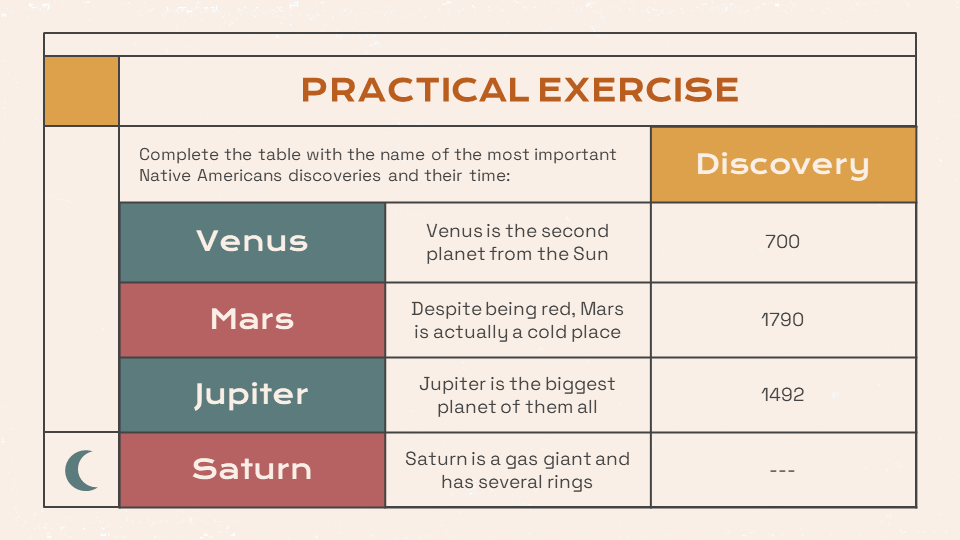 PRACTICAL EXERCISE
Complete the table with the name of the most important
Native Americans discoveries and their time:
Discovery
Venus
Venus is the second
planet from the Sun
700
Mars
Despite being red, Mars
is actually a cold place
1790
Jupiter
Jupiter is the biggest
planet of them all
1492
Saturn
Saturn is a gas giant and
has several rings
---